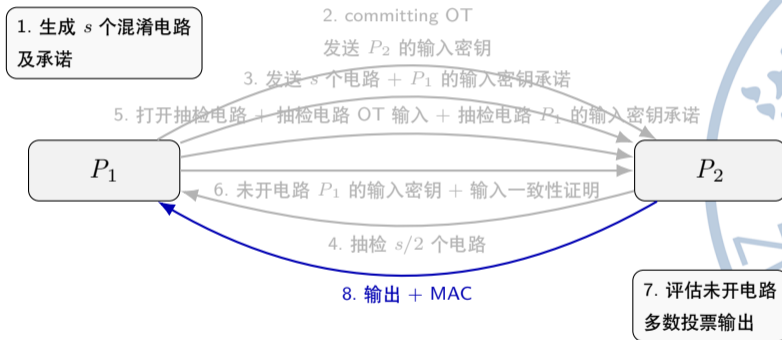 1. 生成 s 个混淆电路
及承诺
2. committing OT
发送 P₂ 的输入密钥
3. 发送 s 个电路 + P₁ 的输入密钥承诺
5. 打开抽检电路 + 抽检电路 OT 输入 + 抽检电路 P₁ 的输入密钥承诺
P₁
P₂
6. 未开电路 P₁ 的输入密钥 + 输入一致性证明
4. 抽检 s/2 个电路
8. 输出 + MAC
7. 评估未开电路
多数投票输出